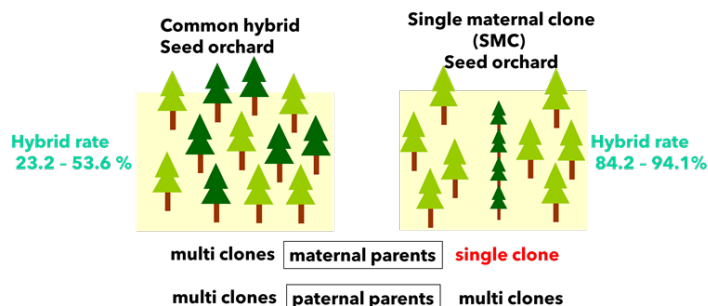 Common hybrid
Seed orchard
Single maternal clone
(SMC)
Seed orchard
Hybrid rate
23.2 – 53.6 %
Hybrid rate
84.2 – 94.1%
multi clones maternal parents single clone
multi clones paternal parents multi clones